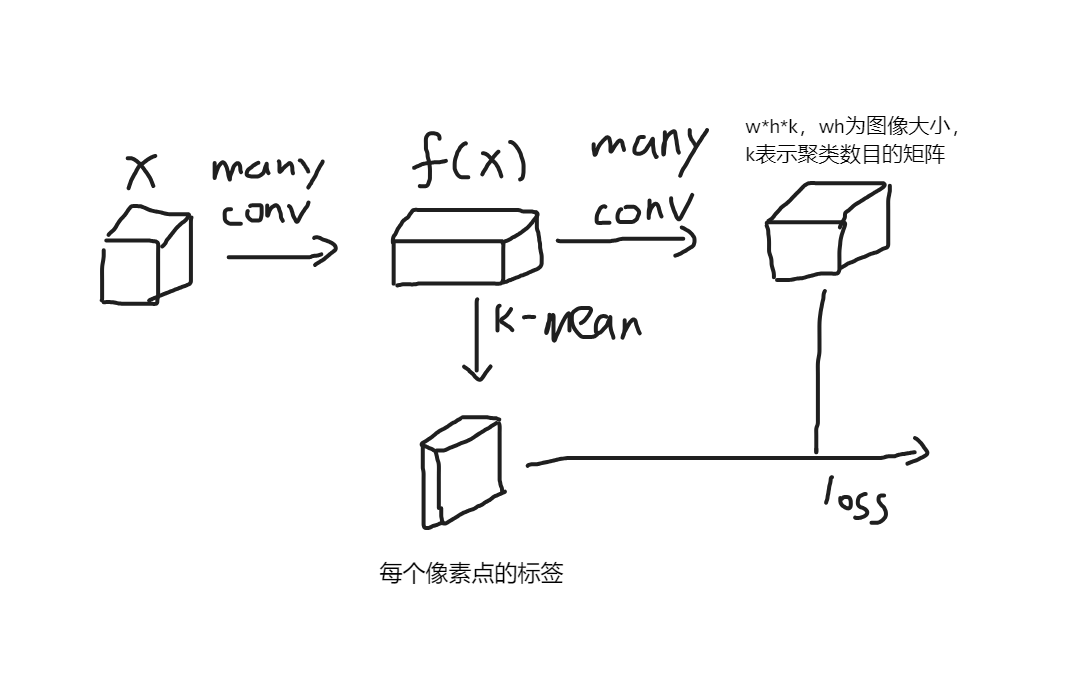 x
many
conv
f(x)
many
conv
w*h*k，wh为图像大小，
k表示聚类数目的矩阵
k-mean
loss
每个像素点的标签